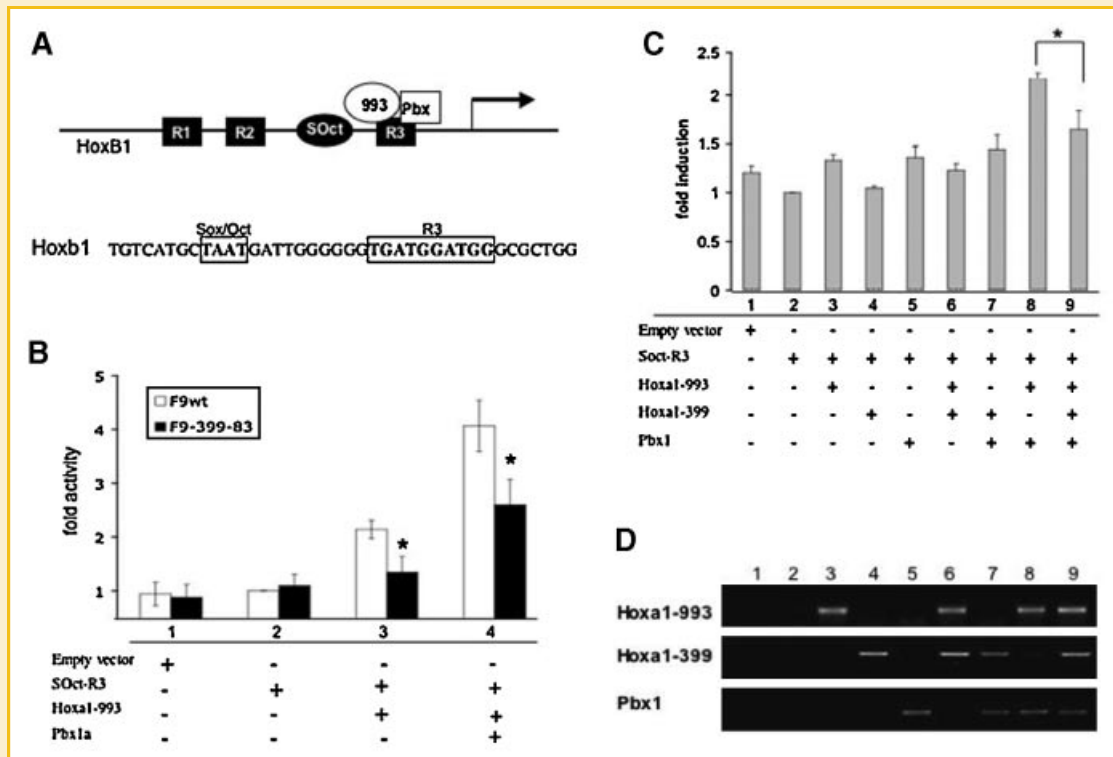 A
993
Pbx
R1
R2
SOct
R3
HoxB1
Sox/Oct
R3
Hoxb1 TGTCATGCTAATGATTGGGGGGTGATGGATGGGCGCTGG
B
fold activity
5
4
3
2
1
F9wt
F9-399-83
*
*
1 2 3 4
Empty vector + - - -
SOct-R3 - + + +
Hoxa1-993 - - + +
Pbx1a - - - +
C
fold induction
2.5
2
1.5
1
0.5
0
*
1 2 3 4 5 6 7 8 9
Empty vector + - - - - - - - -
Soct-R3 - + + + + + + + +
Hoxa1-993 - - + - - + - + +
Hoxa1-399 - - - + - + + - +
Pbx1 - - - - + - + + +
D
1 2 3 4 5 6 7 8 9
Hoxa1-993
Hoxa1-399
Pbx1